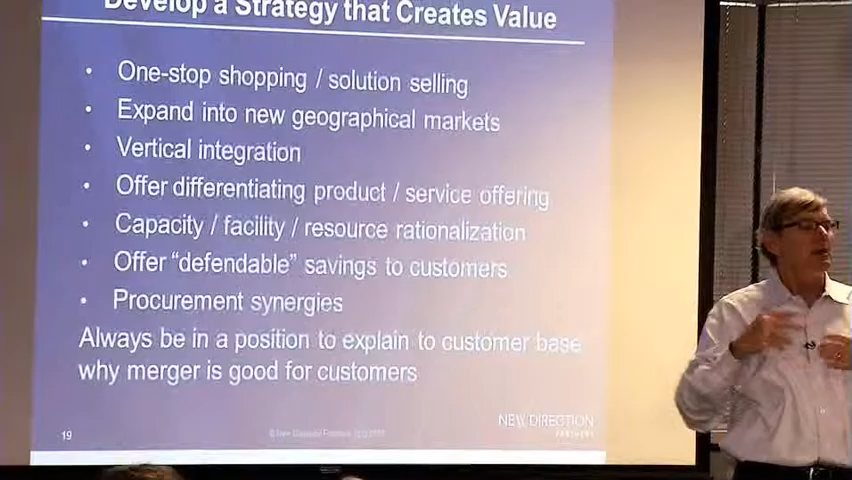 Develop a Strategy that Creates Value
• One-stop shopping / solution selling
• Expand into new geographical markets
• Vertical integration
• Offer differentiating product / service offering
• Capacity / facility / resource rationalization
• Offer “defendable” savings to customers
• Procurement synergies
Always be in a position to explain to customer base
why merger is good for customers
NEW DIRECTION
PARTNERS
19